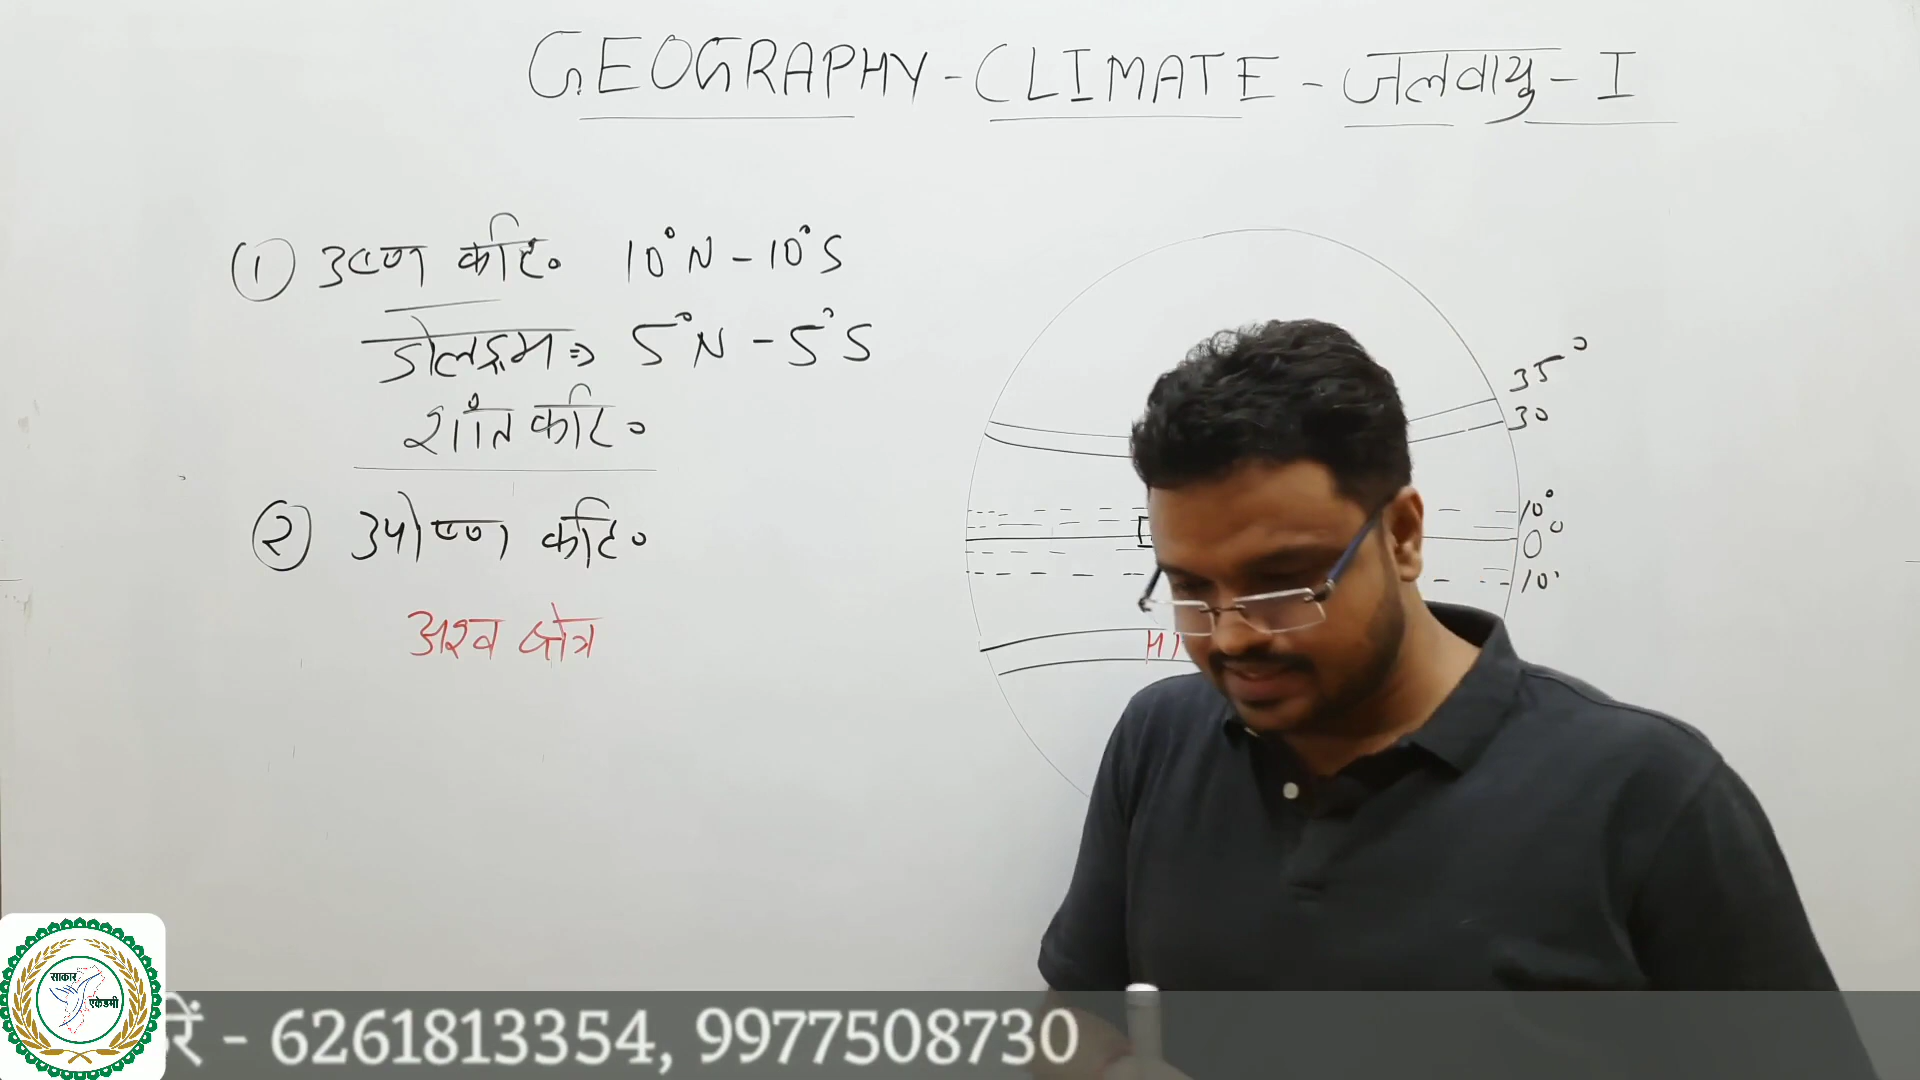 GEOGRAPHY - CLIMATE - जलवायु - I
① उष्ण कटि० 10°N - 10°S
डोलड्रम ⇒ 5°N - 5°S
शांत कटि०
② उपोष्ण कटि०
अश्व क्षेत्र
35°
30
10°
0°
10°
साकार
एकेडमी
रें - 6261813354, 9977508730